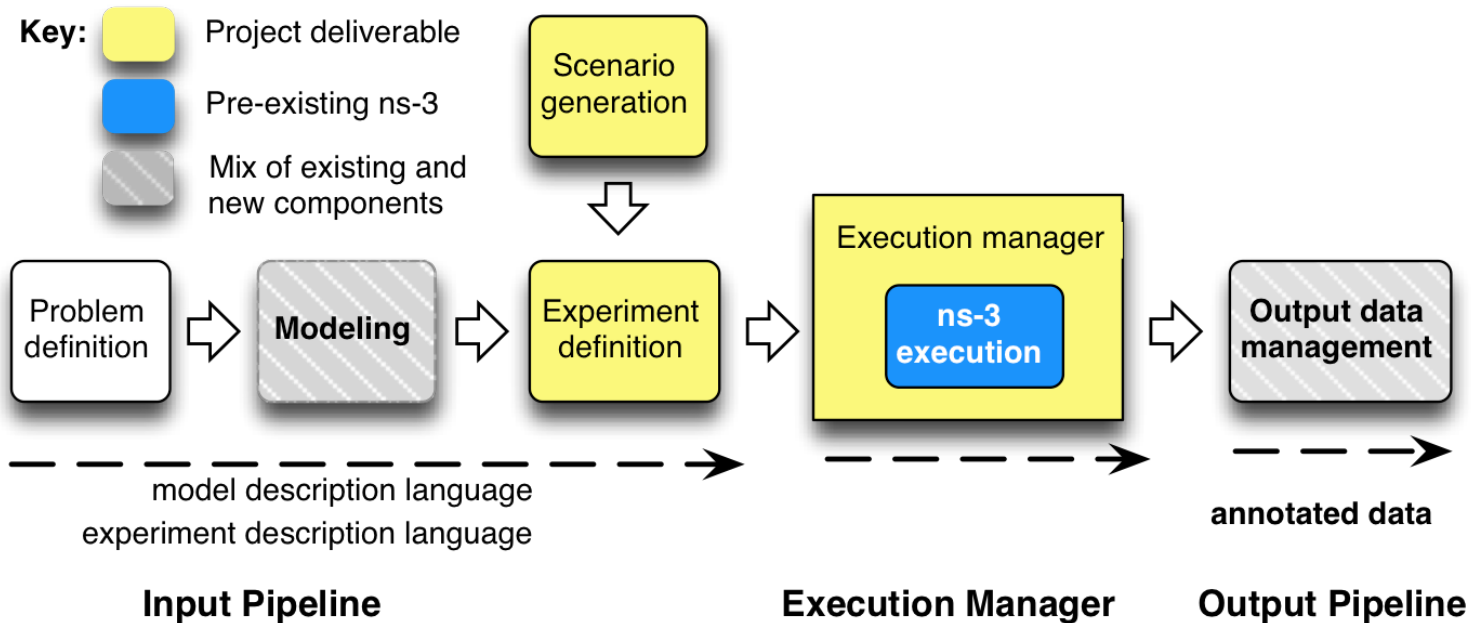 Key:
Project deliverable
Pre-existing ns-3
Mix of existing and
new components
Scenario
generation
Problem
definition
Modeling
Experiment
definition
Execution manager
ns-3
execution
Output data
management
model description language
experiment description language
annotated data
Input Pipeline
Execution Manager
Output Pipeline